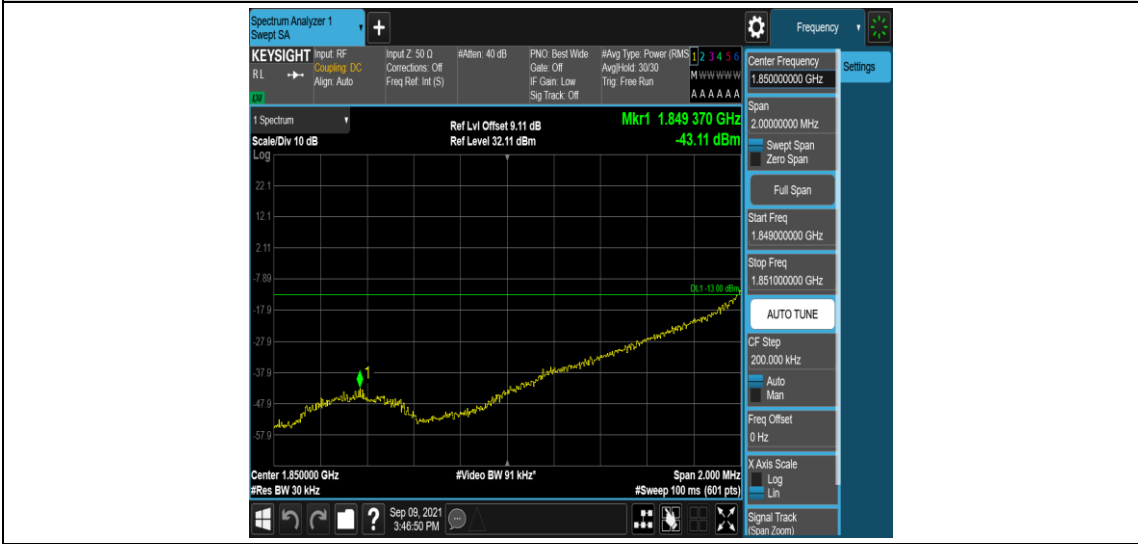 Spectrum Analyzer 1
Swept SA
+
Frequency
KEYSIGHT
RL
LM
Input: RF
Coupling: DC
Align: Auto
Input Z: 50 Ω
Corrections: Off
Freq Ref: Int (S)
#Atten: 40 dB
PNO: Best Wide
Gate: Off
IF Gain: Low
Sig Track: Off
#Avg Type: Power (RMS
Avg|Hold: 30/30
Trig: Free Run
1 2 3 4 5 6
M W W W W W
A A A A A A
1 Spectrum
Scale/Div 10 dB
Log
Ref Lvl Offset 9.11 dB
Ref Level 32.11 dBm
Mkr1 1.849 370 GHz
-43.11 dBm
22.1
12.1
2.11
-7.89
DL1 -13.00 dBm
-17.9
-27.9
-37.9
1
-47.9
-57.9
Center 1.850000 GHz
#Res BW 30 kHz
#Video BW 91 kHz*
Span 2.000 MHz
#Sweep 100 ms (601 pts)
?
Sep 09, 2021
3:46:50 PM
Center Frequency
1.850000000 GHz
Settings
Span
2.00000000 MHz
Swept Span
Zero Span
Full Span
Start Freq
1.849000000 GHz
Stop Freq
1.851000000 GHz
AUTO TUNE
CF Step
200.000 kHz
Auto
Man
Freq Offset
0 Hz
X Axis Scale
Log
Lin
Signal Track
(Span Zoom)